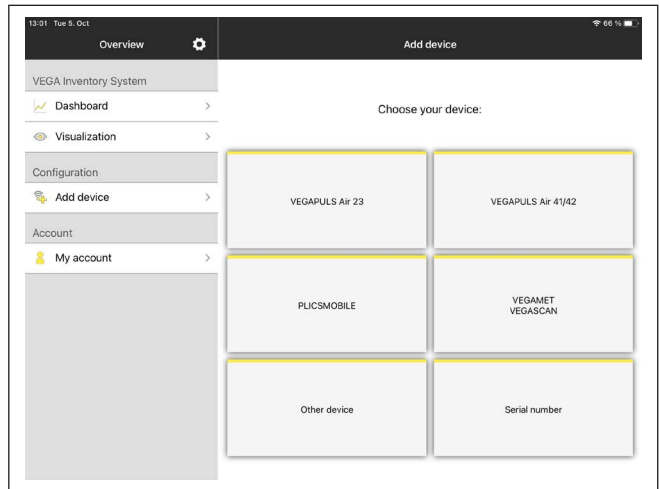 13:01 Tue 5. Oct
66 %
Overview
Add device
VEGA Inventory System
Dashboard
Visualization
Configuration
Add device
Account
My account
Choose your device:
VEGAPULS Air 23
VEGAPULS Air 41/42
PLICSMOBILE
VEGAMET
VEGASCAN
Other device
Serial number